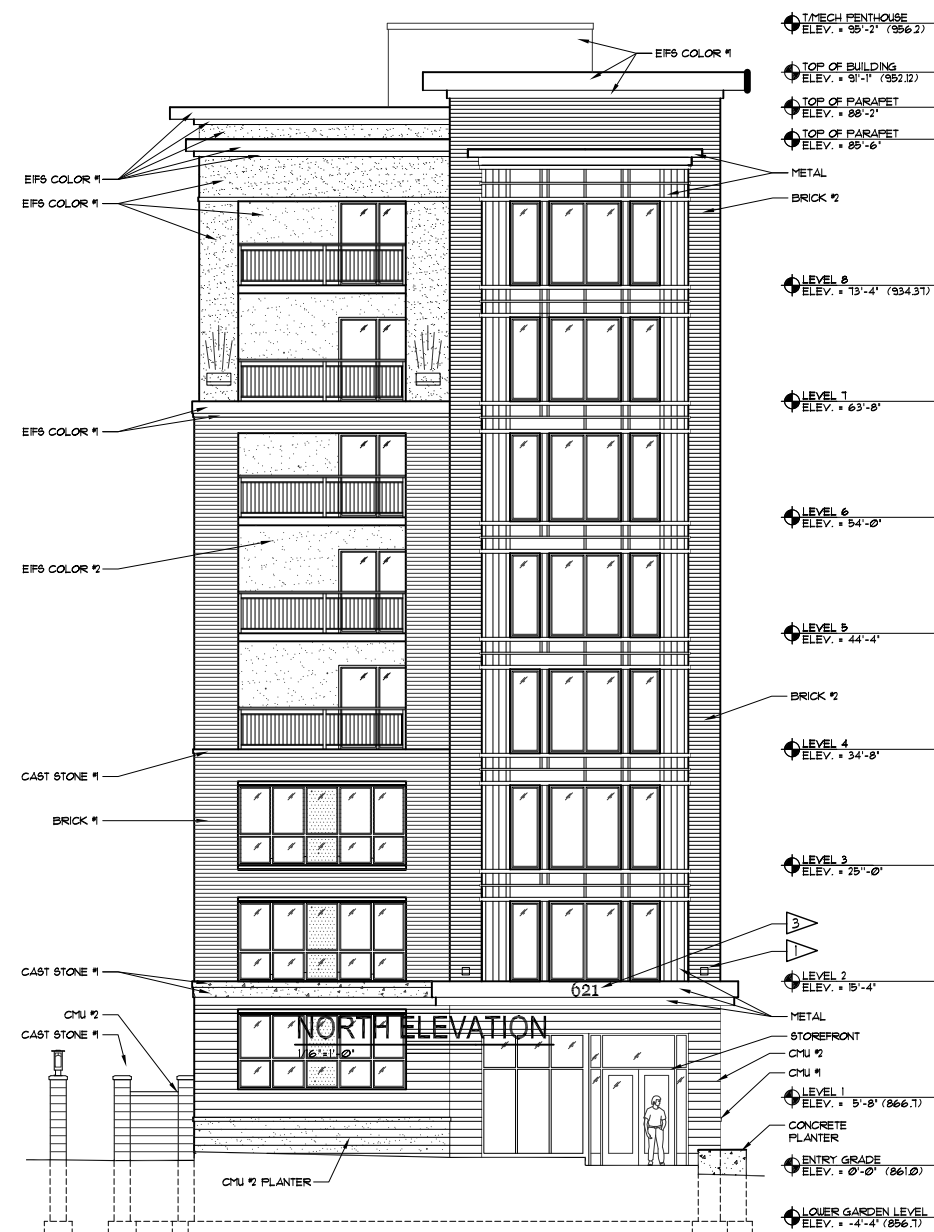 T/MECH PENTHOUSE
ELEV. = 95'-2" (956.2)
EIFS COLOR #1
TOP OF BUILDING
ELEV. = 91'-1" (952.12)
TOP OF PARAPET
ELEV. = 88'-2"
TOP OF PARAPET
ELEV. = 85'-6"
METAL
EIFS COLOR #1
BRICK #2
EIFS COLOR #1
LEVEL 8
ELEV. = 73'-4" (934.37)
LEVEL 7
ELEV. = 63'-8"
EIFS COLOR #1
LEVEL 6
ELEV. = 54'-0"
EIFS COLOR #2
LEVEL 5
ELEV. = 44'-4"
BRICK #2
LEVEL 4
ELEV. = 34'-8"
CAST STONE #1
BRICK #1
LEVEL 3
ELEV. = 25"-0"
3
1
CAST STONE #1
LEVEL 2
ELEV. = 15'-4"
621
CMU #2
METAL
CAST STONE #1
NORTH ELEVATION
1/16"=1'-0"
STOREFRONT
CMU #2
CMU #1
LEVEL 1
ELEV. = 5'-8" (866.7)
CONCRETE
PLANTER
ENTRY GRADE
ELEV. = 0'-0" (861.0)
CMU #2 PLANTER
LOWER GARDEN LEVEL
ELEV. = -4'-4" (856.7)